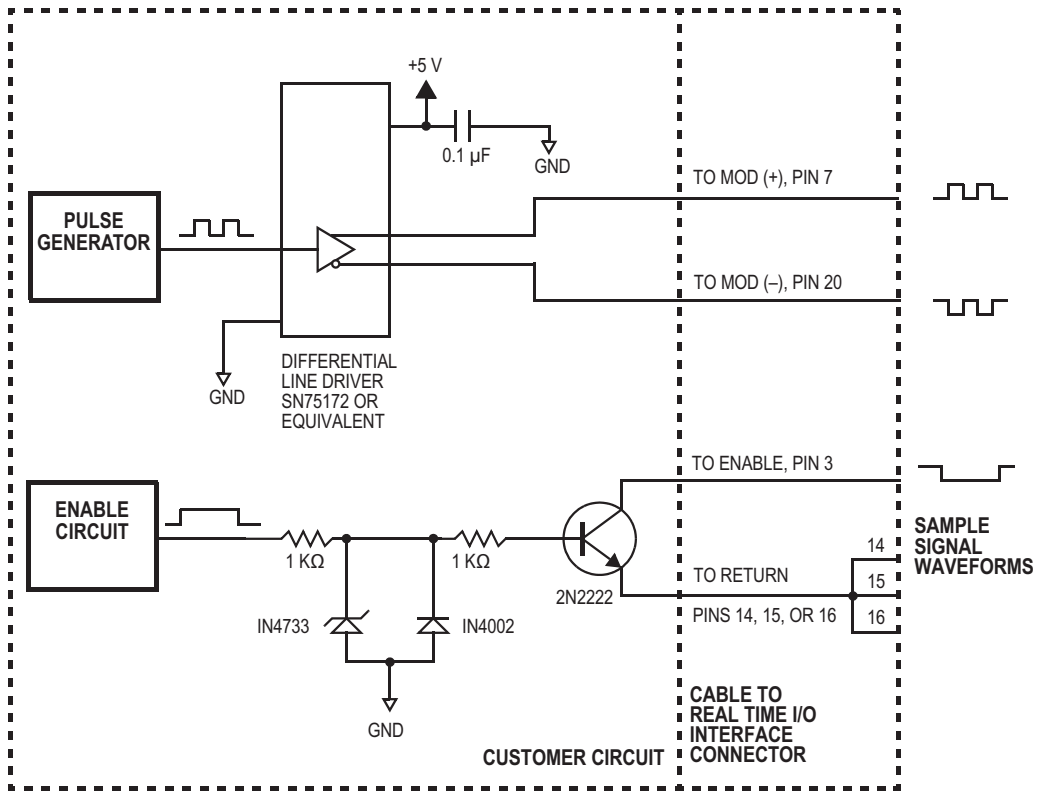 +5 V
0.1 µF
GND
TO MOD (+), PIN 7
PULSE
GENERATOR
TO MOD (–), PIN 20
GND
DIFFERENTIAL
LINE DRIVER
SN75172 OR
EQUIVALENT
TO ENABLE, PIN 3
ENABLE
CIRCUIT
1 KΩ
1 KΩ
2N2222
SAMPLE
SIGNAL
WAVEFORMS
14
TO RETURN
15
PINS 14, 15, OR 16
16
IN4733
IN4002
GND
CABLE TO
REAL TIME I/O
INTERFACE
CONNECTOR
CUSTOMER CIRCUIT